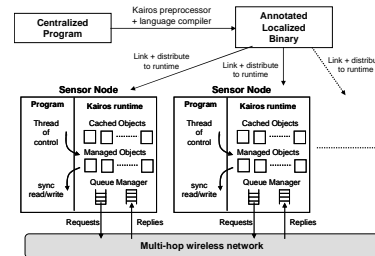 Centralized
Program
Kairos preprocessor
+ language compiler
Annotated
Localized
Binary
Link + distribute
to runtime
Link + distribute
to runtime
Link + distribute
to runtime
Sensor Node
Program
Kairos runtime
Thread
of
control
Cached Objects
Managed Objects
sync
read/write
Queue Manager
Requests
Replies
Sensor Node
Program
Kairos runtime
Thread
of
control
Cached Objects
Managed Objects
sync
read/write
Queue Manager
Requests
Replies
Multi-hop wireless network